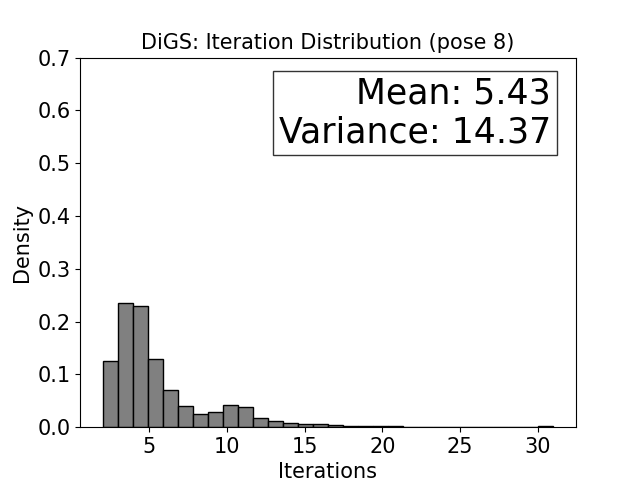 DiGS: Iteration Distribution (pose 8)
Mean: 5.43
Variance: 14.37
Density
0.7
0.6
0.5
0.4
0.3
0.2
0.1
0.0
5 10 15 20 25 30
Iterations